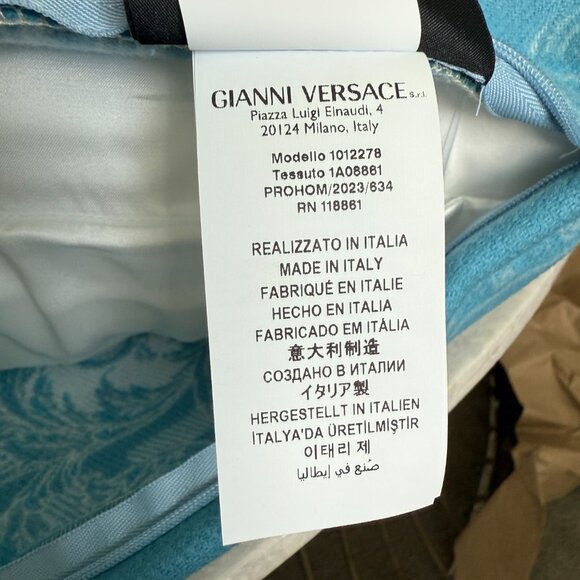 GIANNI VERSACE S.r.l.
Piazza Luigi Einaudi, 4
20124 Milano, Italy
Modello 1012278
Tessuto 1A08861
PROHOM/2023/634
RN 118861
REALIZZATO IN ITALIA
MADE IN ITALY
FABRIQUÉ EN ITALIE
HECHO EN ITALIA
FABRICADO EM ITÁLIA
意大利制造
СОЗДАНО В ИТАЛИИ
イタリア製
HERGESTELLT IN ITALIEN
İTALYA'DA ÜRETİLMİŞTİR
이태리 제
صُنع في إيطاليا